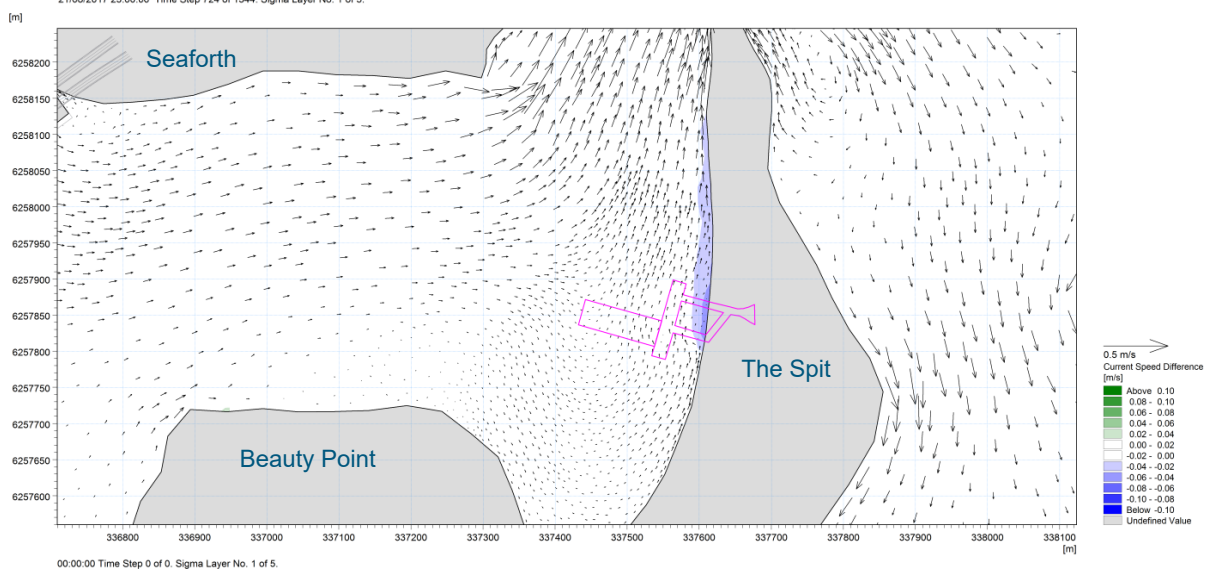 [m]
6258200
6258150
6258100
6258050
6258000
6257950
6257900
6257850
6257800
6257750
6257700
6257650
6257600
Seaforth
The Spit
Beauty Point
336800 336900 337000 337100 337200 337300 337400 337500 337600 337700 337800 337900 338000 338100
[m]
0.5 m/s
Current Speed Difference
[m/s]
Above 0.10
0.08 - 0.10
0.06 - 0.08
0.04 - 0.06
0.02 - 0.04
0.00 - 0.02
-0.02 - 0.00
-0.04 - -0.02
-0.06 - -0.04
-0.08 - -0.06
-0.10 - -0.08
Below -0.10
Undefined Value
00:00:00 Time Step 0 of 0. Sigma Layer No. 1 of 5.